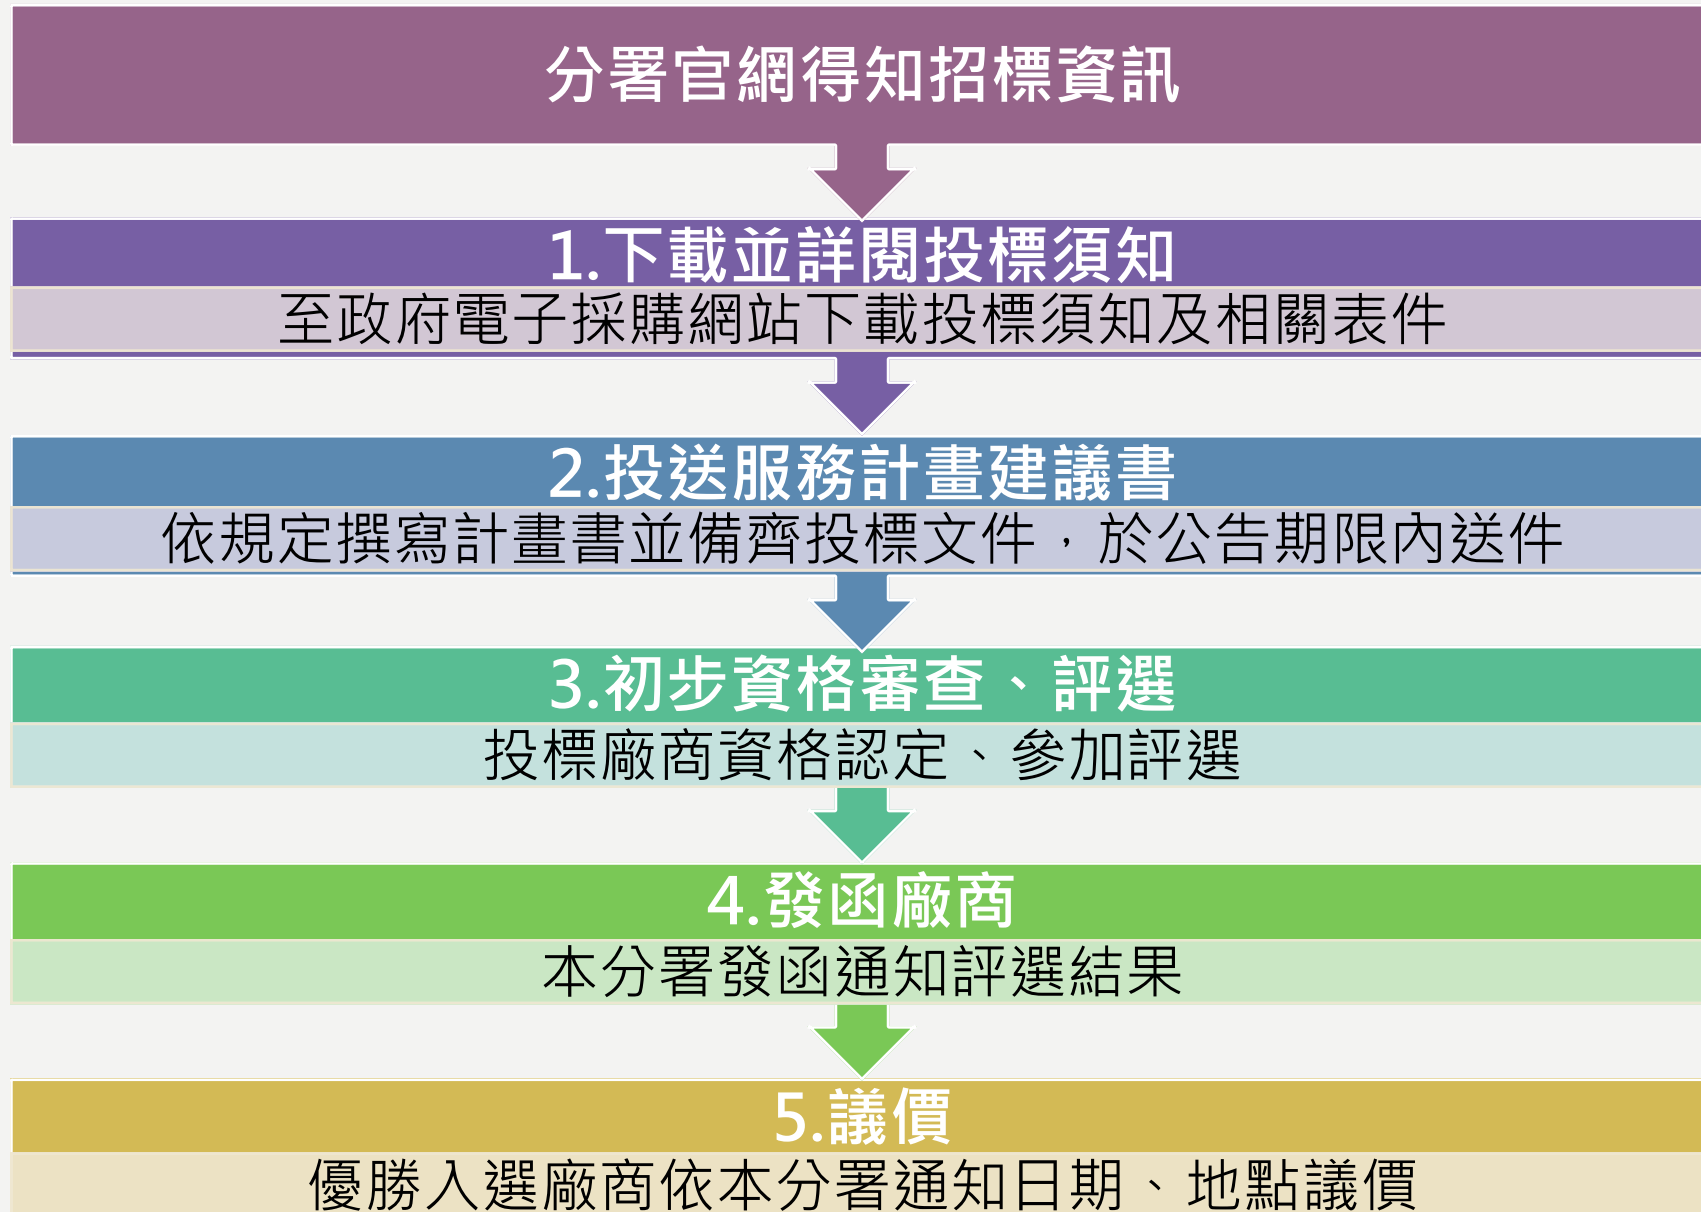 分署官網得知招標資訊
1.下載並詳閱投標須知
至政府電子採購網站下載投標須知及相關表件
2.投送服務計畫建議書
依規定撰寫計畫書並備齊投標文件，於公告期限內送件
3.初步資格審查、評選
投標廠商資格認定、參加評選
4.發函廠商
本分署發函通知評選結果
5.議價
優勝入選廠商依本分署通知日期、地點議價